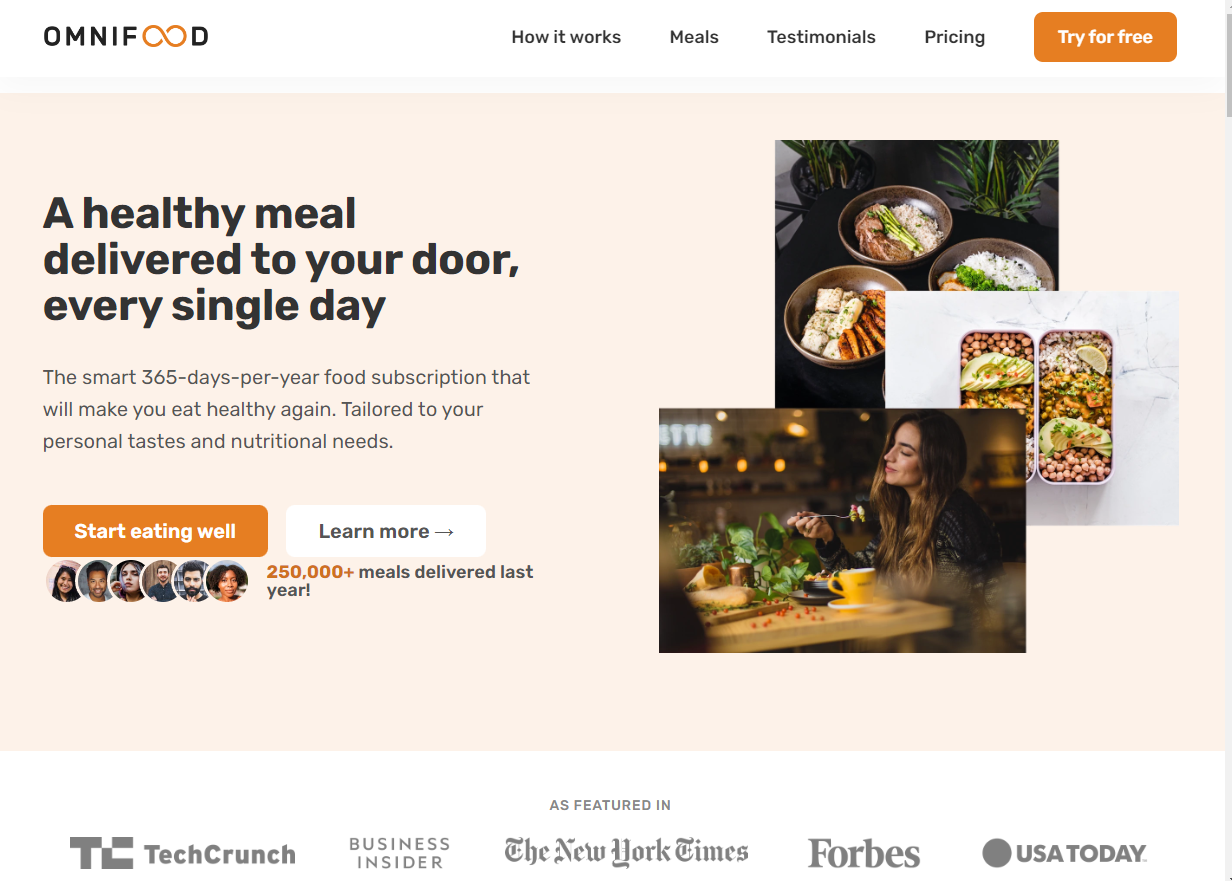 OMNIFOOD
How it works
Meals
Testimonials
Pricing
Try for free
A healthy meal
delivered to your door,
every single day
The smart 365-days-per-year food subscription that
will make you eat healthy again. Tailored to your
personal tastes and nutritional needs.
Start eating well
Learn more →
250,000+ meals delivered last
year!
ETTE
AS FEATURED IN
TC TechCrunch
BUSINESS
INSIDER
The New York Times
Forbes
USA TODAY